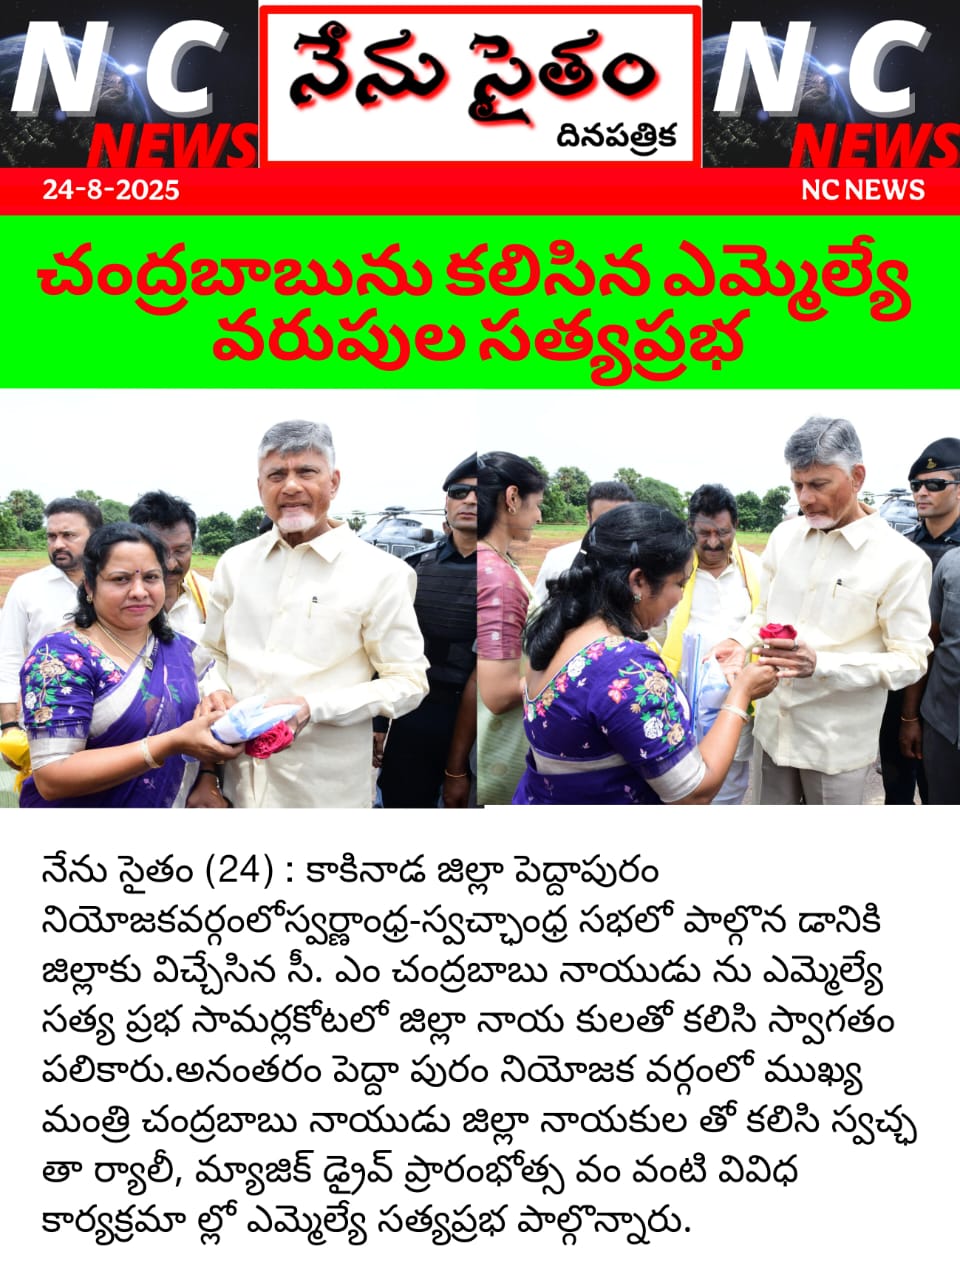 NC
NEWS
నేను సైతం
దినపత్రిక
NC
NEWS
24-8-2025
NC NEWS
చంద్రబాబును కలిసిన ఎమ్మెల్యే
వరుపుల సత్యప్రభ
నేను సైతం (24) : కాకినాడ జిల్లా పెద్దాపురం
నియోజకవర్గంలోస్వర్ణాంధ్ర-స్వచ్ఛాంధ్ర సభలో పాల్గొన డానికి
జిల్లాకు విచ్చేసిన సీ. ఎం చంద్రబాబు నాయుడు ను ఎమ్మెల్యే
సత్య ప్రభ సామర్లకోటలో జిల్లా నాయ కులతో కలిసి స్వాగతం
పలికారు.అనంతరం పెద్దా పురం నియోజక వర్గంలో ముఖ్య
మంత్రి చంద్రబాబు నాయుడు జిల్లా నాయకుల తో కలిసి స్వచ్ఛ
తా ర్యాలీ, మ్యాజిక్ డ్రైవ్ ప్రారంభోత్స వం వంటి వివిధ
కార్యక్రమా ల్లో ఎమ్మెల్యే సత్యప్రభ పాల్గొన్నారు.